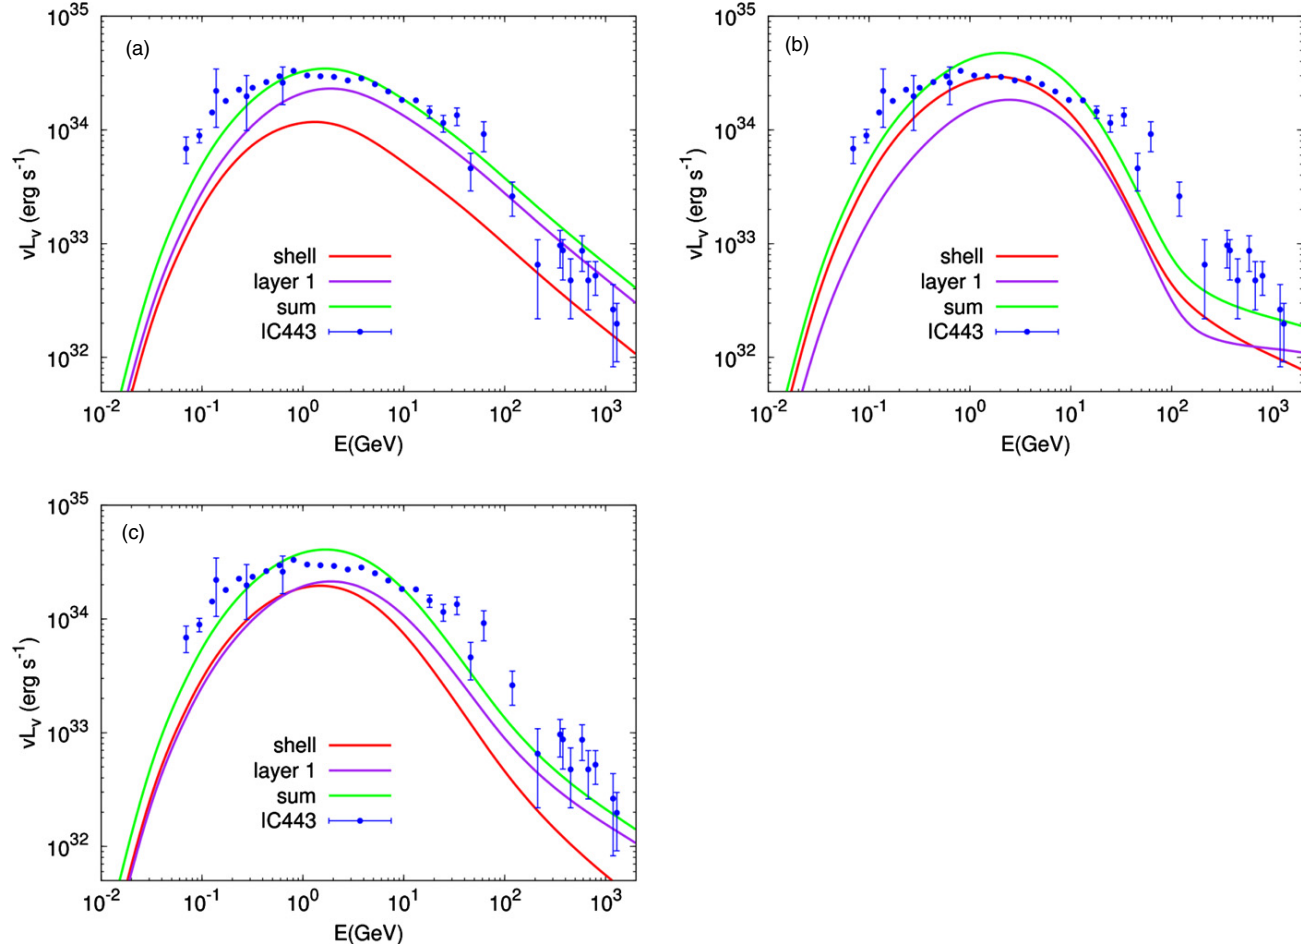 (a)
10^35
10^34
10^33
10^32
νL_ν (erg s^-1)
shell
layer 1
sum
IC443
10^-2 10^-1 10^0 10^1 10^2 10^3
E(GeV)
(b)
10^35
10^34
10^33
10^32
νL_ν (erg s^-1)
shell
layer 1
sum
IC443
10^-2 10^-1 10^0 10^1 10^2 10^3
E(GeV)
(c)
10^35
10^34
10^33
10^32
νL_ν (erg s^-1)
shell
layer 1
sum
IC443
10^-2 10^-1 10^0 10^1 10^2 10^3
E(GeV)